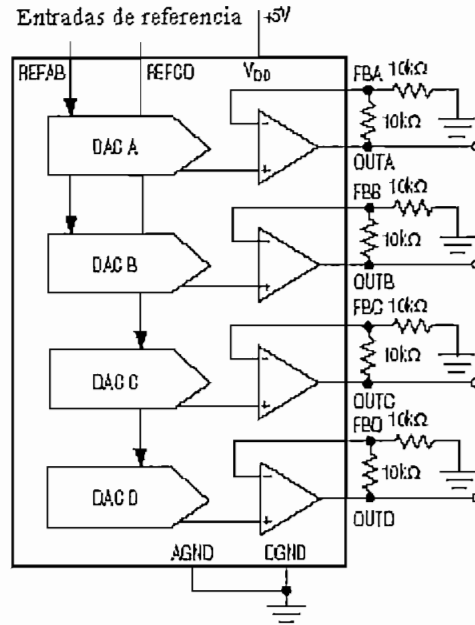 Entradas de referencia
+5V
REFAB
REFCD
VDD
FBA
10kΩ
10kΩ
DAC A
-
+
OUTA
FBB
10kΩ
10kΩ
DAC B
-
+
OUTB
FBC
10kΩ
10kΩ
DAC C
-
+
OUTC
FBD
10kΩ
10kΩ
DAC D
-
+
OUTD
AGND
DGND